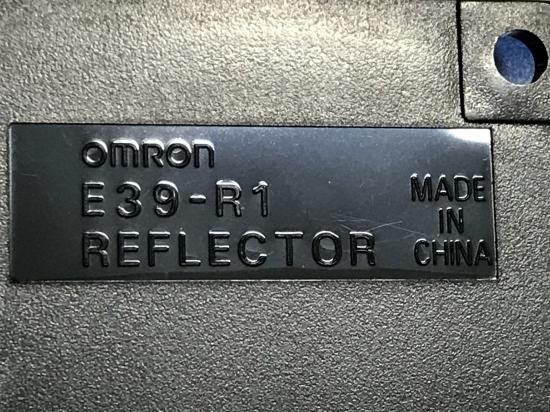 OMRON
E39-R1
REFLECTOR
MADE
IN
CHINA